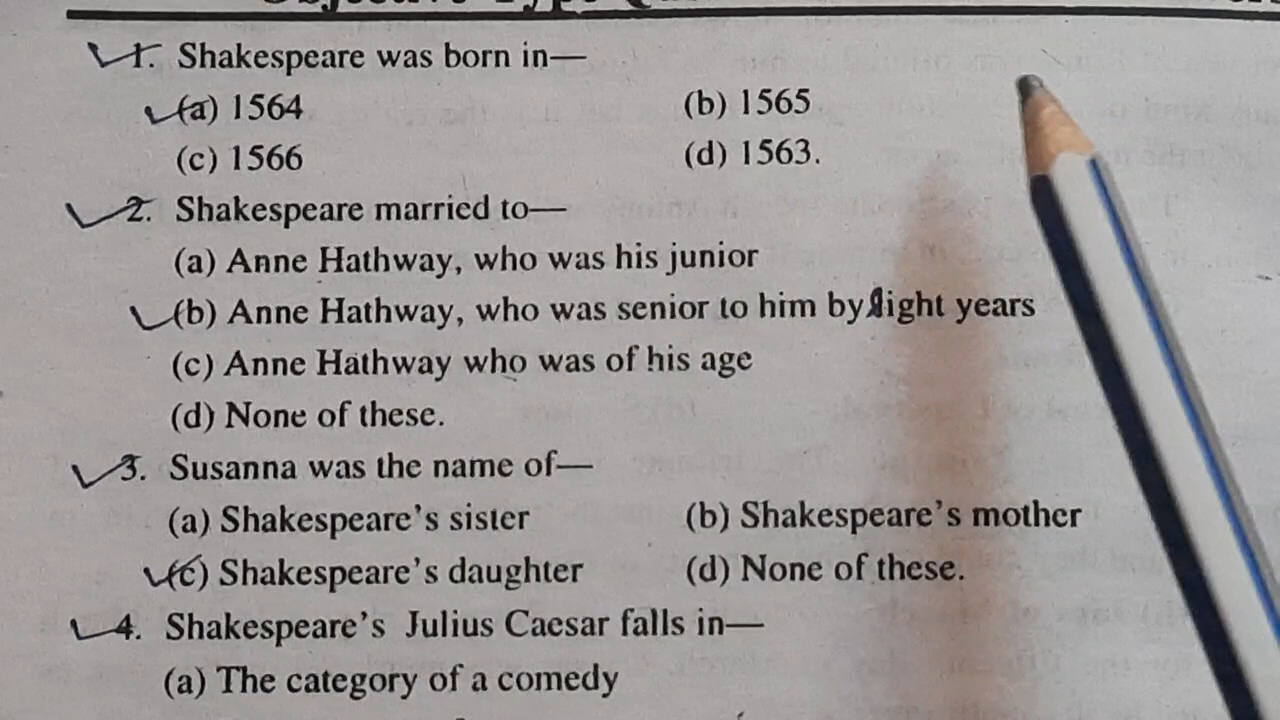 1. Shakespeare was born in—
(a) 1564 (b) 1565
(c) 1566 (d) 1563.
2. Shakespeare married to—
(a) Anne Hathway, who was his junior
(b) Anne Hathway, who was senior to him by eight years
(c) Anne Hathway who was of his age
(d) None of these.
3. Susanna was the name of—
(a) Shakespeare's sister (b) Shakespeare's mother
(c) Shakespeare's daughter (d) None of these.
4. Shakespeare's Julius Caesar falls in—
(a) The category of a comedy